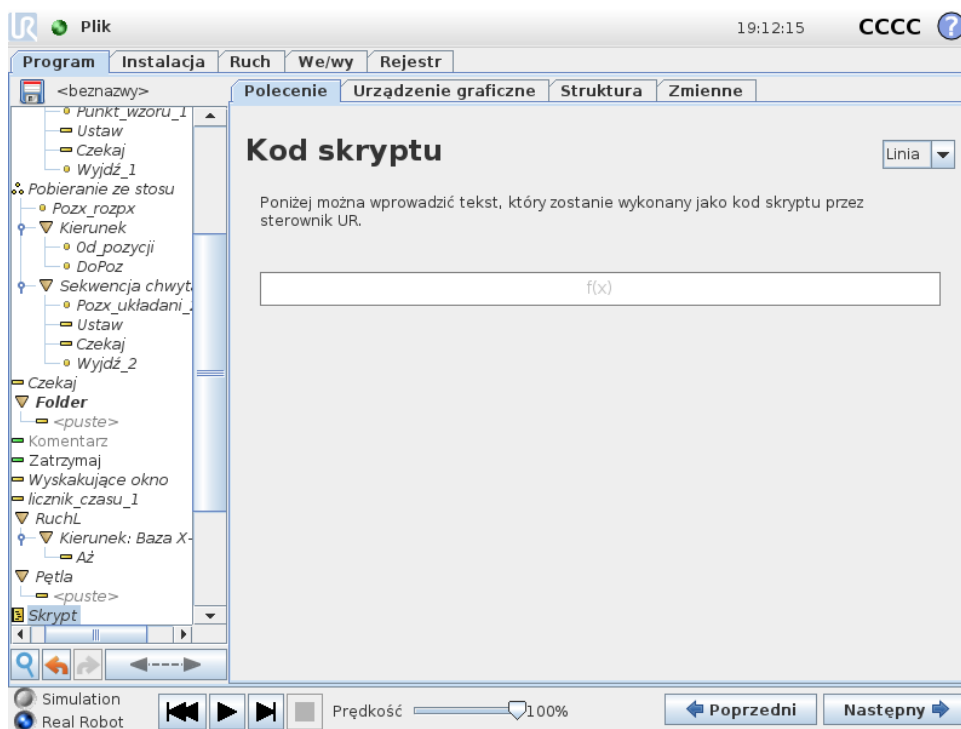 UR
Plik
19:12:15
CCCC
?
Program
Instalacja
Ruch
We/wy
Rejestr
<beznazwy>
Polecenie
Urządzenie graficzne
Struktura
Zmienne
Punkt_wzoru_1
Ustaw
Czekaj
Wyjdź_1
Pobieranie ze stosu
Pozx_rozpx
Kierunek
Od_pozycji
DoPoz
Sekwencja chwyt
Pozx_układani_
Ustaw
Czekaj
Wyjdź_2
Czekaj
Folder
<puste>
Komentarz
Zatrzymaj
Wyskakujące okno
licznik_czasu_1
RuchL
Kierunek: Baza X-
Aż
Pętla
<puste>
Skrypt
Kod skryptu
Linia
Poniżej można wprowadzić tekst, który zostanie wykonany jako kod skryptu przez
sterownik UR.
f(x)
Simulation
Real Robot
Prędkość
100%
Poprzedni
Następny